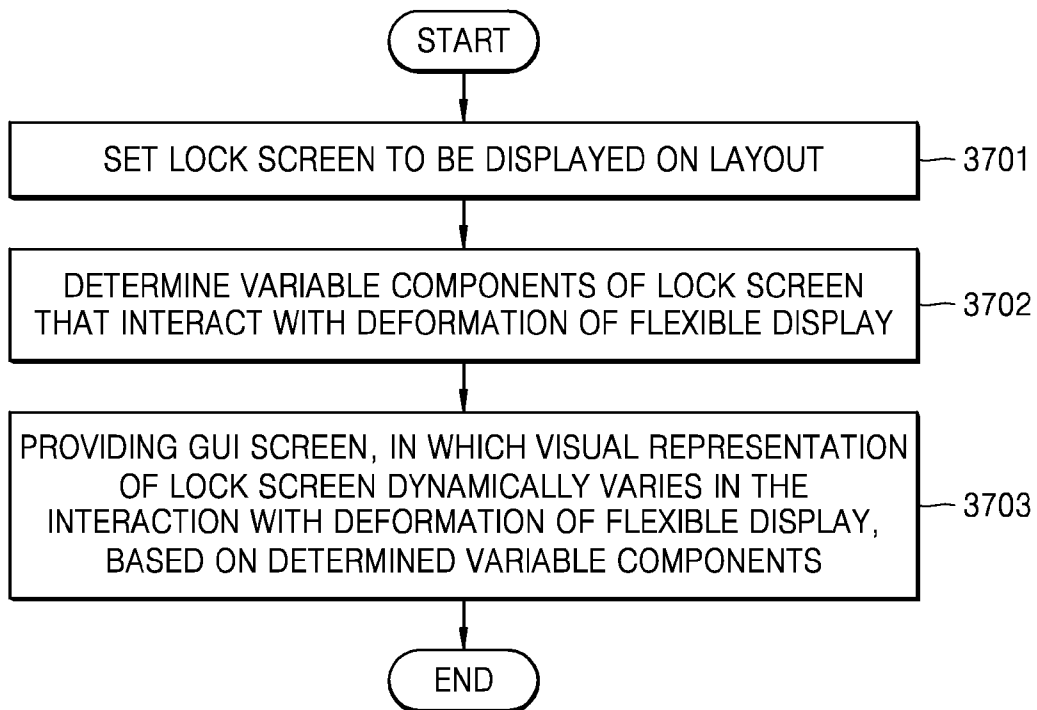 START
SET LOCK SCREEN TO BE DISPLAYED ON LAYOUT
3701
DETERMINE VARIABLE COMPONENTS OF LOCK SCREEN
THAT INTERACT WITH DEFORMATION OF FLEXIBLE DISPLAY
3702
PROVIDING GUI SCREEN, IN WHICH VISUAL REPRESENTATION
OF LOCK SCREEN DYNAMICALLY VARIES IN THE
INTERACTION WITH DEFORMATION OF FLEXIBLE DISPLAY,
BASED ON DETERMINED VARIABLE COMPONENTS
3703
END